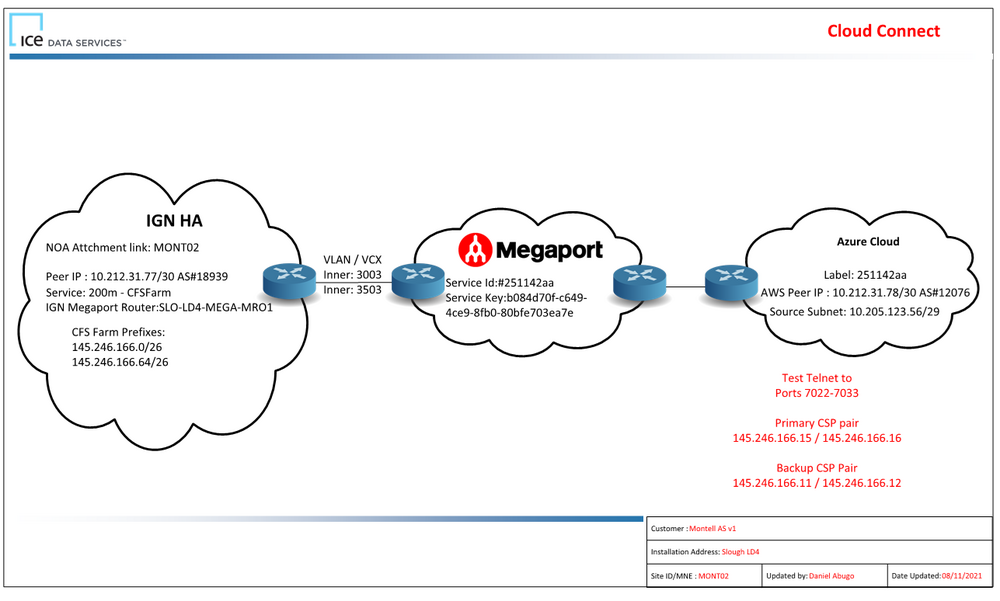 ice DATA SERVICES™
Cloud Connect
IGN HA
NOA Attchment link: MONT02
Peer IP : 10.212.31.77/30 AS#18939
Service: 200m - CFSFarm
IGN Megaport Router:SLO-LD4-MEGA-MRO1
CFS Farm Prefixes:
145.246.166.0/26
145.246.166.64/26
VLAN / VCX
Inner: 3003
Inner: 3503
Megaport
Service Id:#251142aa
Service Key:b084d70f-c649-
4ce9-8fb0-80bfe703ea7e
Azure Cloud
Label: 251142aa
AWS Peer IP : 10.212.31.78/30 AS#12076
Source Subnet: 10.205.123.56/29
Test Telnet to
Ports 7022-7033
Primary CSP pair
145.246.166.15 / 145.246.166.16
Backup CSP Pair
145.246.166.11 / 145.246.166.12
Customer : Montell AS v1
Installation Address: Slough LD4
Site ID/MNE : MONT02
Updated by: Daniel Abugo
Date Updated:08/11/2021